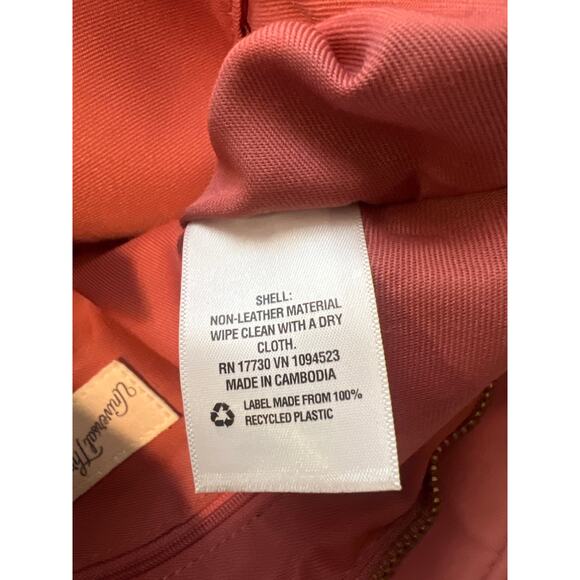 SHELL:
NON-LEATHER MATERIAL
WIPE CLEAN WITH A DRY
CLOTH.
RN 17730 VN 1094523
MADE IN CAMBODIA
LABEL MADE FROM 100%
RECYCLED PLASTIC
Universal